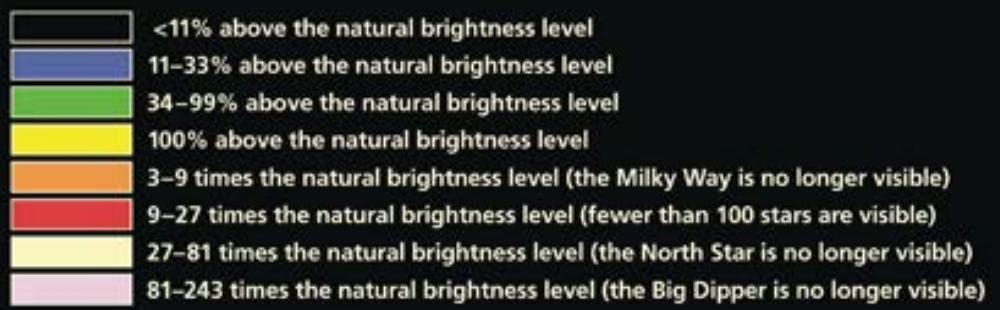 <11% above the natural brightness level
11–33% above the natural brightness level
34–99% above the natural brightness level
100% above the natural brightness level
3–9 times the natural brightness level (the Milky Way is no longer visible)
9–27 times the natural brightness level (fewer than 100 stars are visible)
27–81 times the natural brightness level (the North Star is no longer visible)
81–243 times the natural brightness level (the Big Dipper is no longer visible)